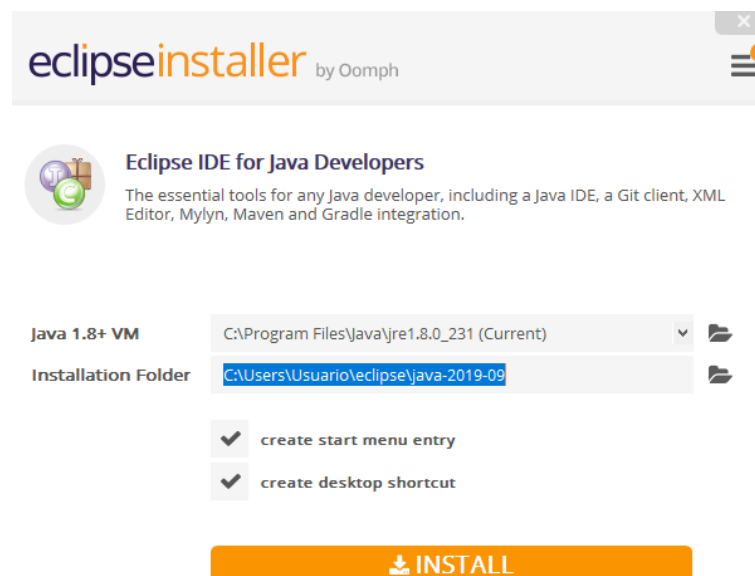 eclipseinstaller by Oomph
Eclipse IDE for Java Developers
The essential tools for any Java developer, including a Java IDE, a Git client, XML
Editor, Mylyn, Maven and Gradle integration.
Java 1.8+ VM C:\Program Files\Java\jre1.8.0_231 (Current)
Installation Folder C:\Users\Usuario\eclipse\java-2019-09
create start menu entry
create desktop shortcut
INSTALL